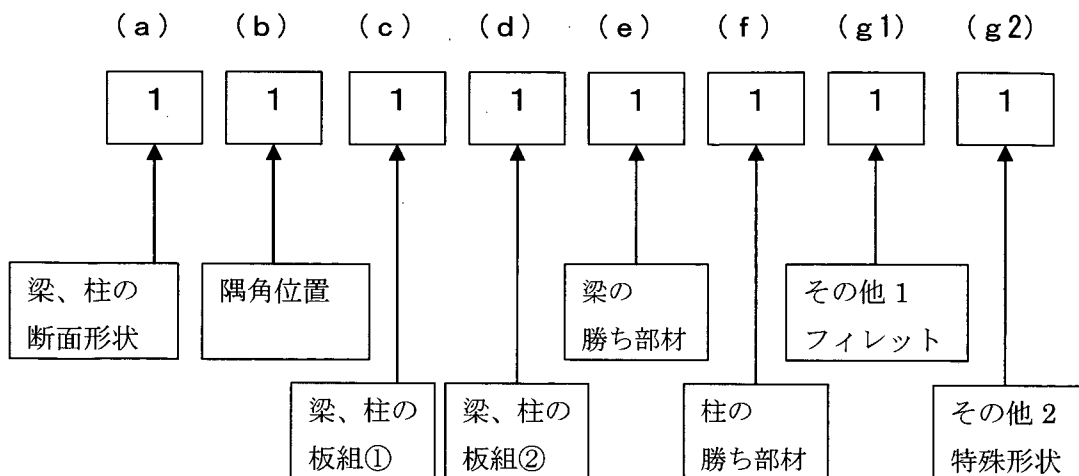 (a) (b) (c) (d) (e) (f) (g1) (g2)
1 1 1 1 1 1 1 1
梁、柱の
断面形状
隅角位置
梁の
勝ち部材
その他1
フィレット
梁、柱の
板組①
梁、柱の
板組②
柱の
勝ち部材
その他2
特殊形状